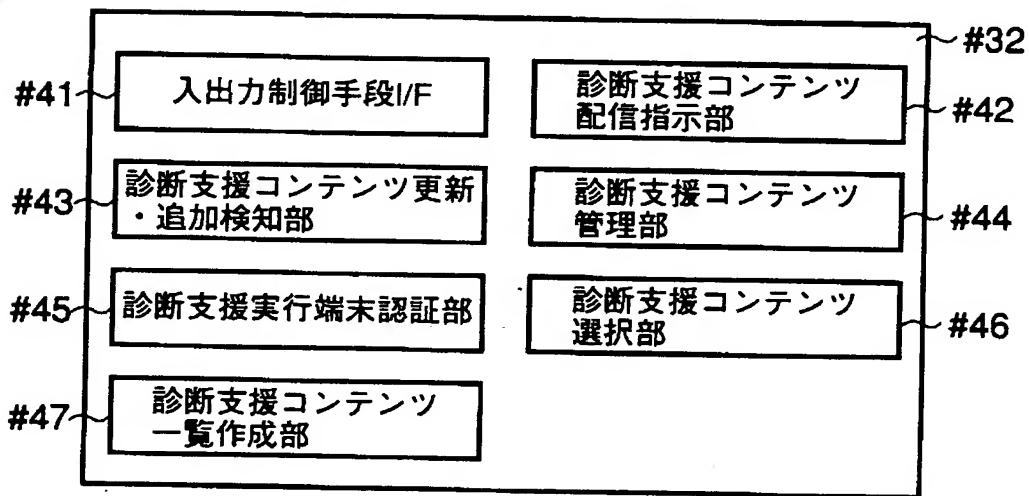 #32
#41
入出力制御手段I/F
診断支援コンテンツ
配信指示部
#42
#43
診断支援コンテンツ更新
・追加検知部
診断支援コンテンツ
管理部
#44
#45
診断支援実行端末認証部
診断支援コンテンツ
選択部
#46
#47
診断支援コンテンツ
一覧作成部